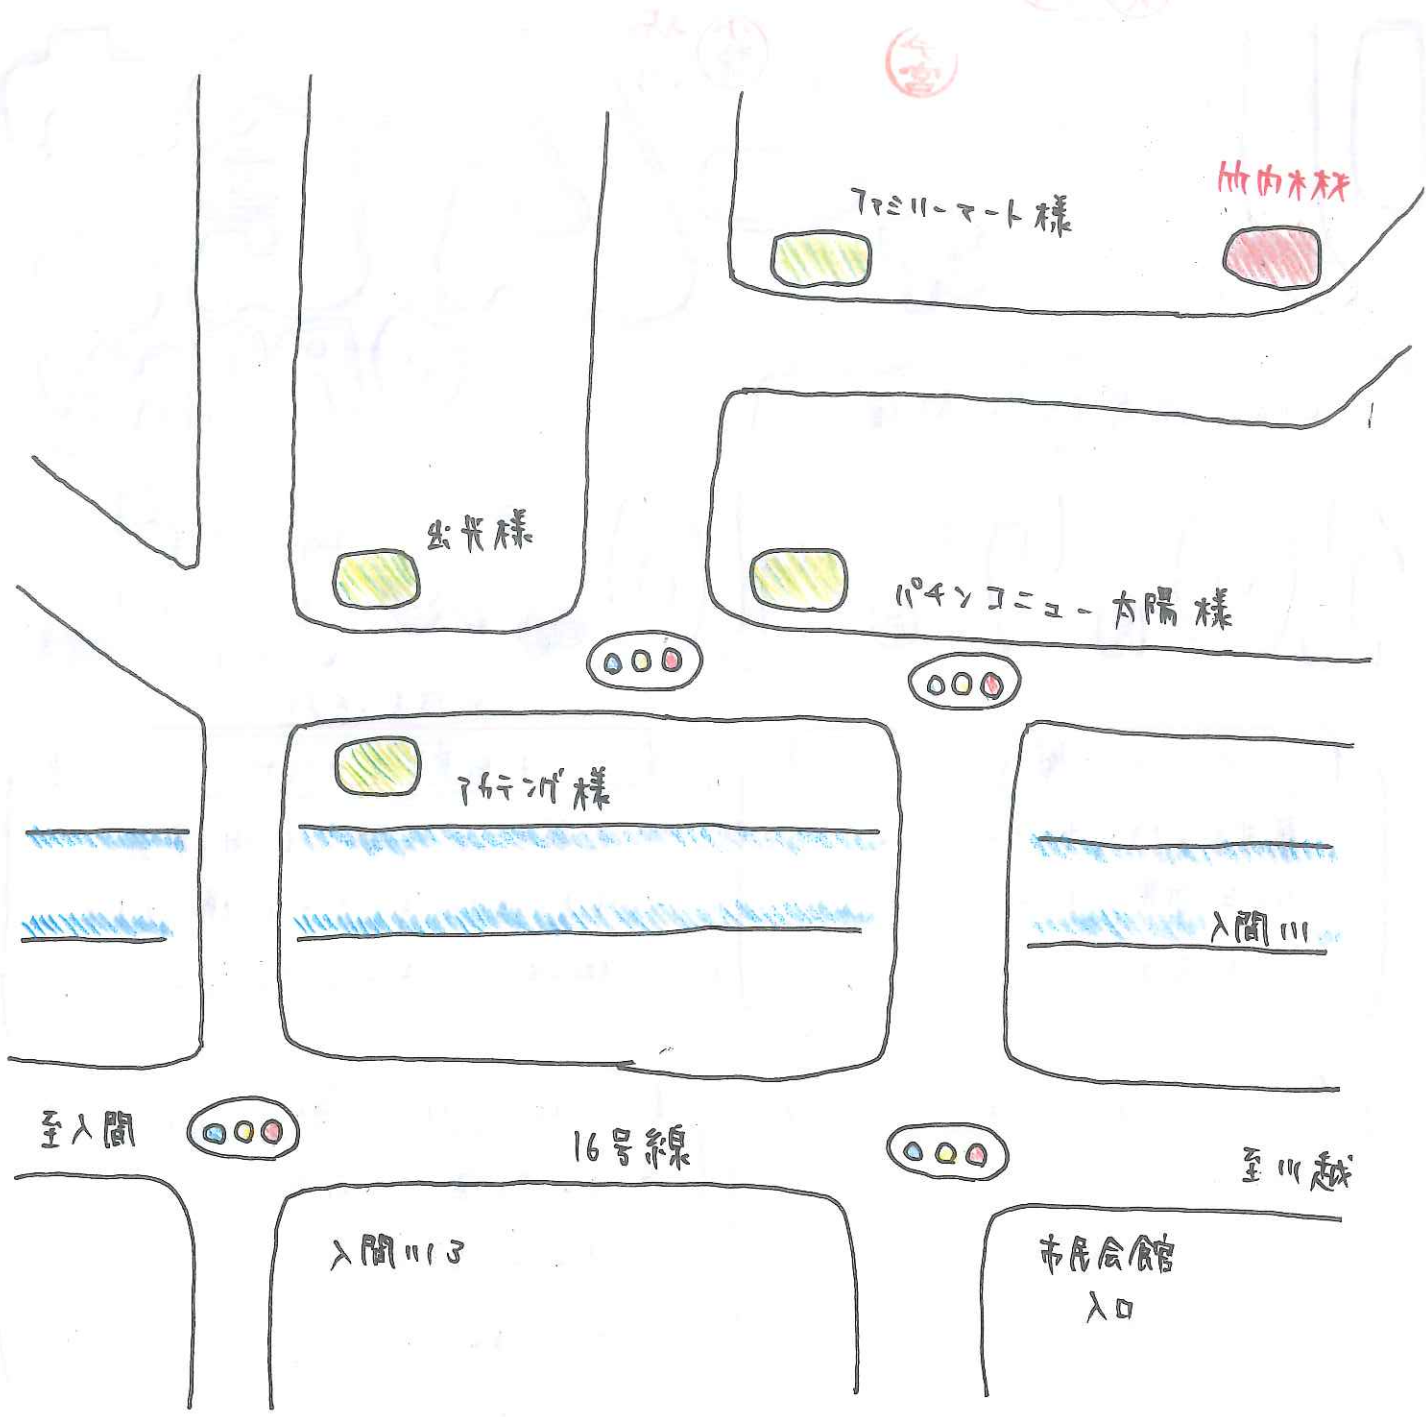 竹内木材
ファミリーマート様
出光様
パチンコニュー太陽様
アカテング様
入間川
至入間
16号線
至川越
入間川3
市民会館
入口